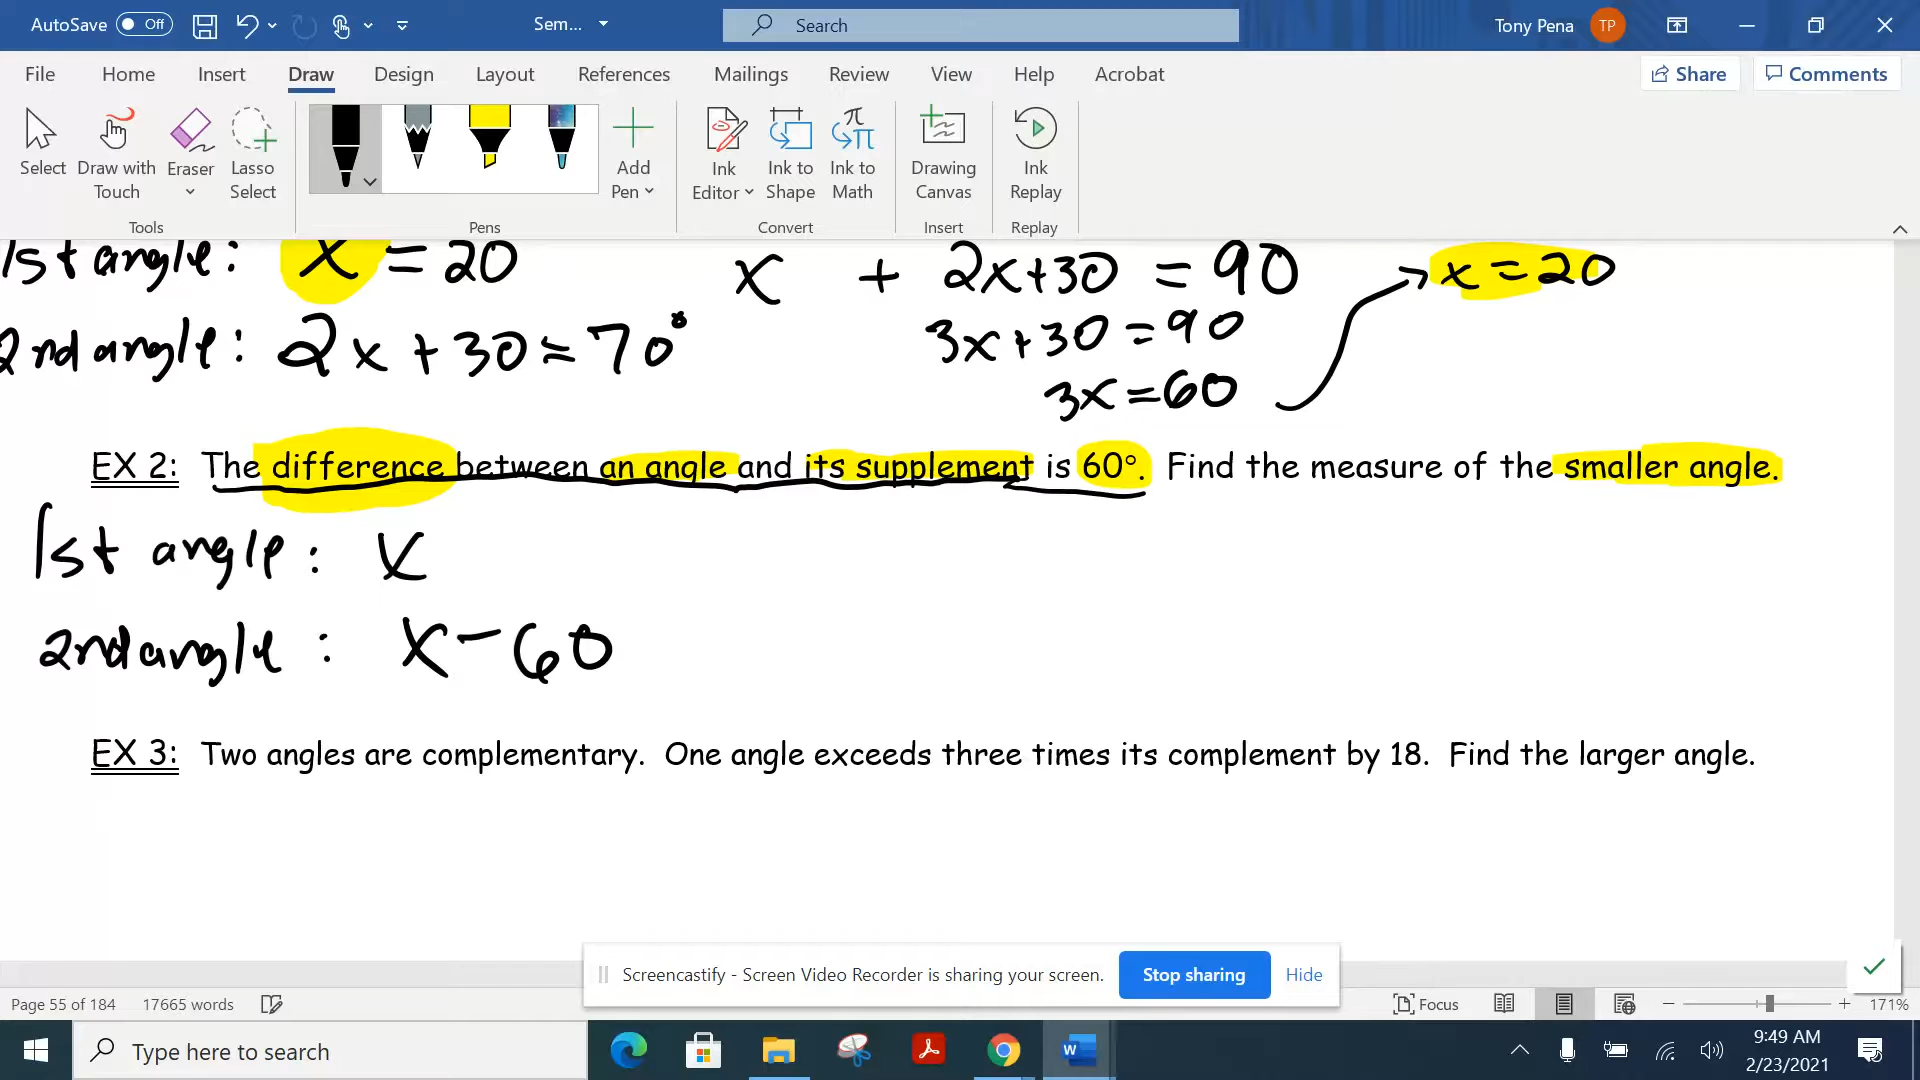 AutoSave Off Sem... Search Tony Pena TP
File Home Insert Draw Design Layout References Mailings Review View Help Acrobat Share Comments
Select Draw with Touch Eraser Lasso Select Add Pen Ink Editor Ink to Shape Ink to Math Drawing Canvas Ink Replay
Tools Pens Convert Insert Replay
1st angle: x = 20 x + 2x+30 = 90 x = 20
2nd angle: 2x + 30 = 70° 3x+30 = 90
3x = 60
EX 2: The difference between an angle and its supplement is 60°. Find the measure of the smaller angle.
1st angle: x
2nd angle: x - 60
EX 3: Two angles are complementary. One angle exceeds three times its complement by 18. Find the larger angle.
Screencastify - Screen Video Recorder is sharing your screen. Stop sharing Hide
Page 55 of 184 17665 words Focus 171%
Type here to search 9:49 AM
2/23/2021